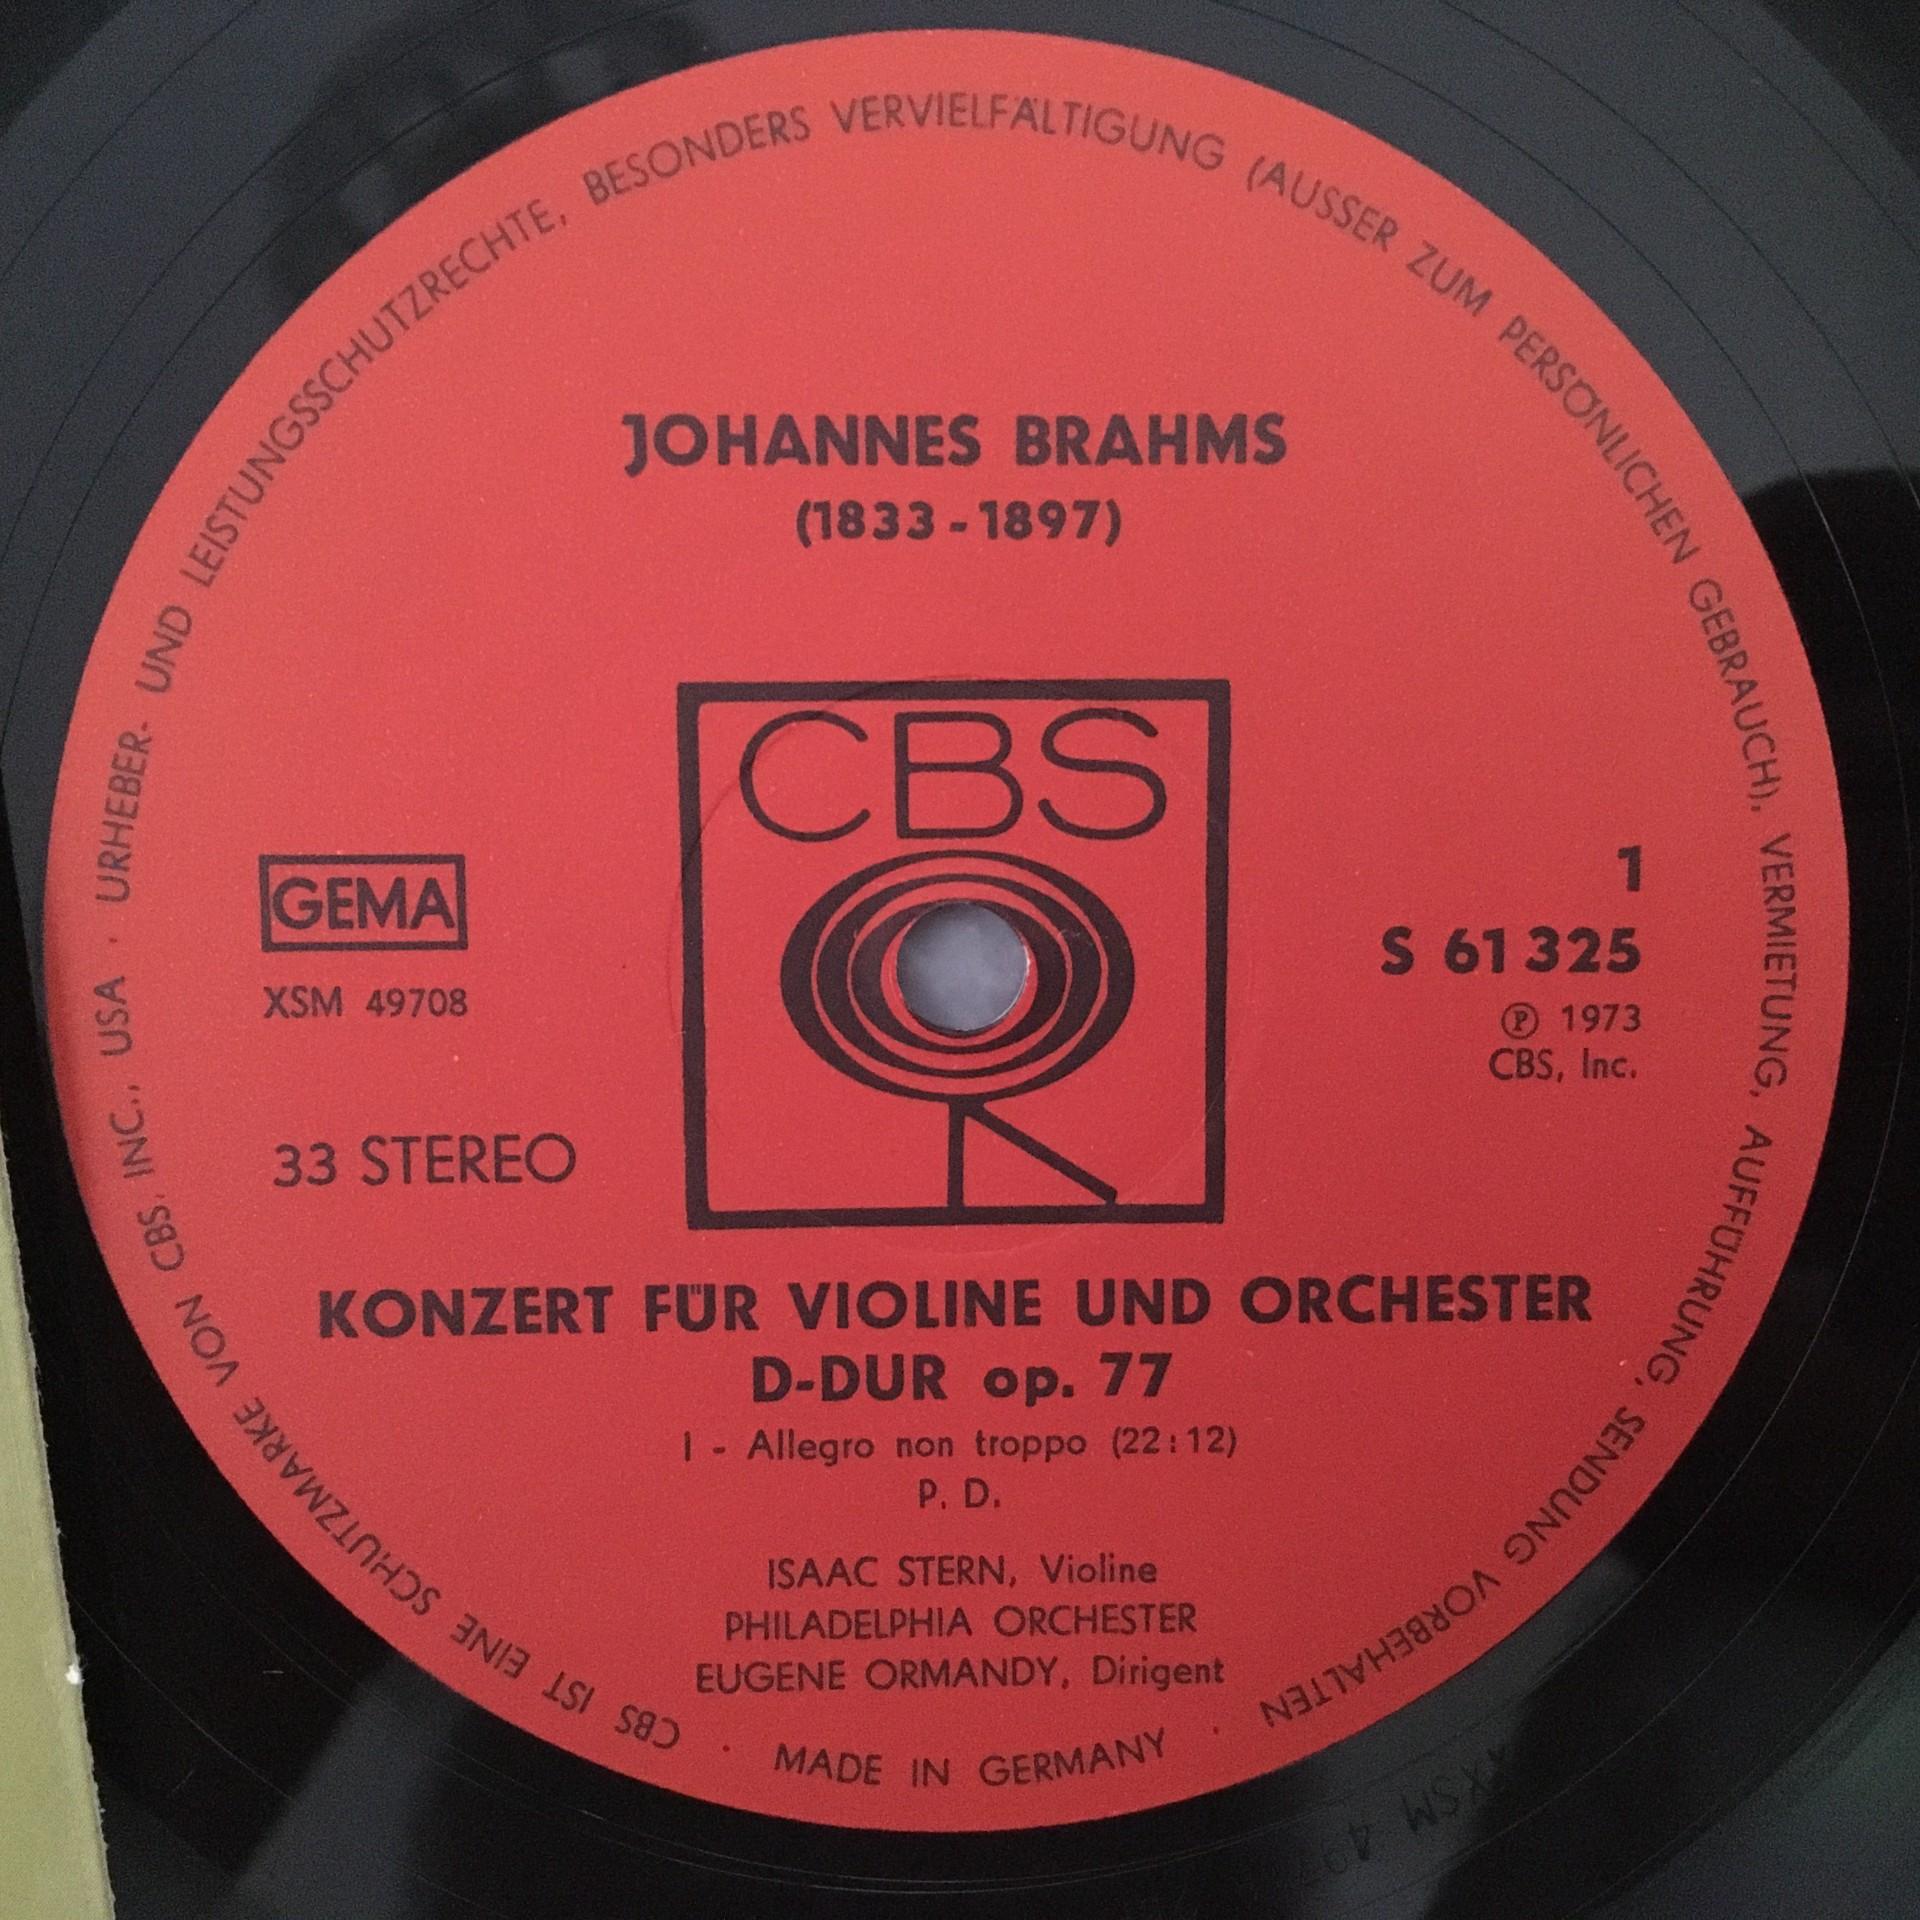 JOHANNES BRAHMS
(1833-1897)
CBS
GEMA
XSM 49708
33 STEREO
1
S 61 325
Ⓟ 1973
CBS, Inc.
KONZERT FÜR VIOLINE UND ORCHESTER
D-DUR op. 77
I - Allegro non troppo (22:12)
P. D.
ISAAC STERN, Violine
PHILADELPHIA ORCHESTER
EUGENE ORMANDY, Dirigent
CBS IST EINE SCHUTZMARKE VON CBS, INC., USA · URHEBER- UND LEISTUNGSSCHUTZRECHTE, BESONDERS VERVIELFÄLTIGUNG (AUSSER ZUM PERSÖNLICHEN GEBRAUCH), VERMIETUNG, AUFFÜHRUNG, SENDUNG VORBEHALTEN · MADE IN GERMANY ·
XSM